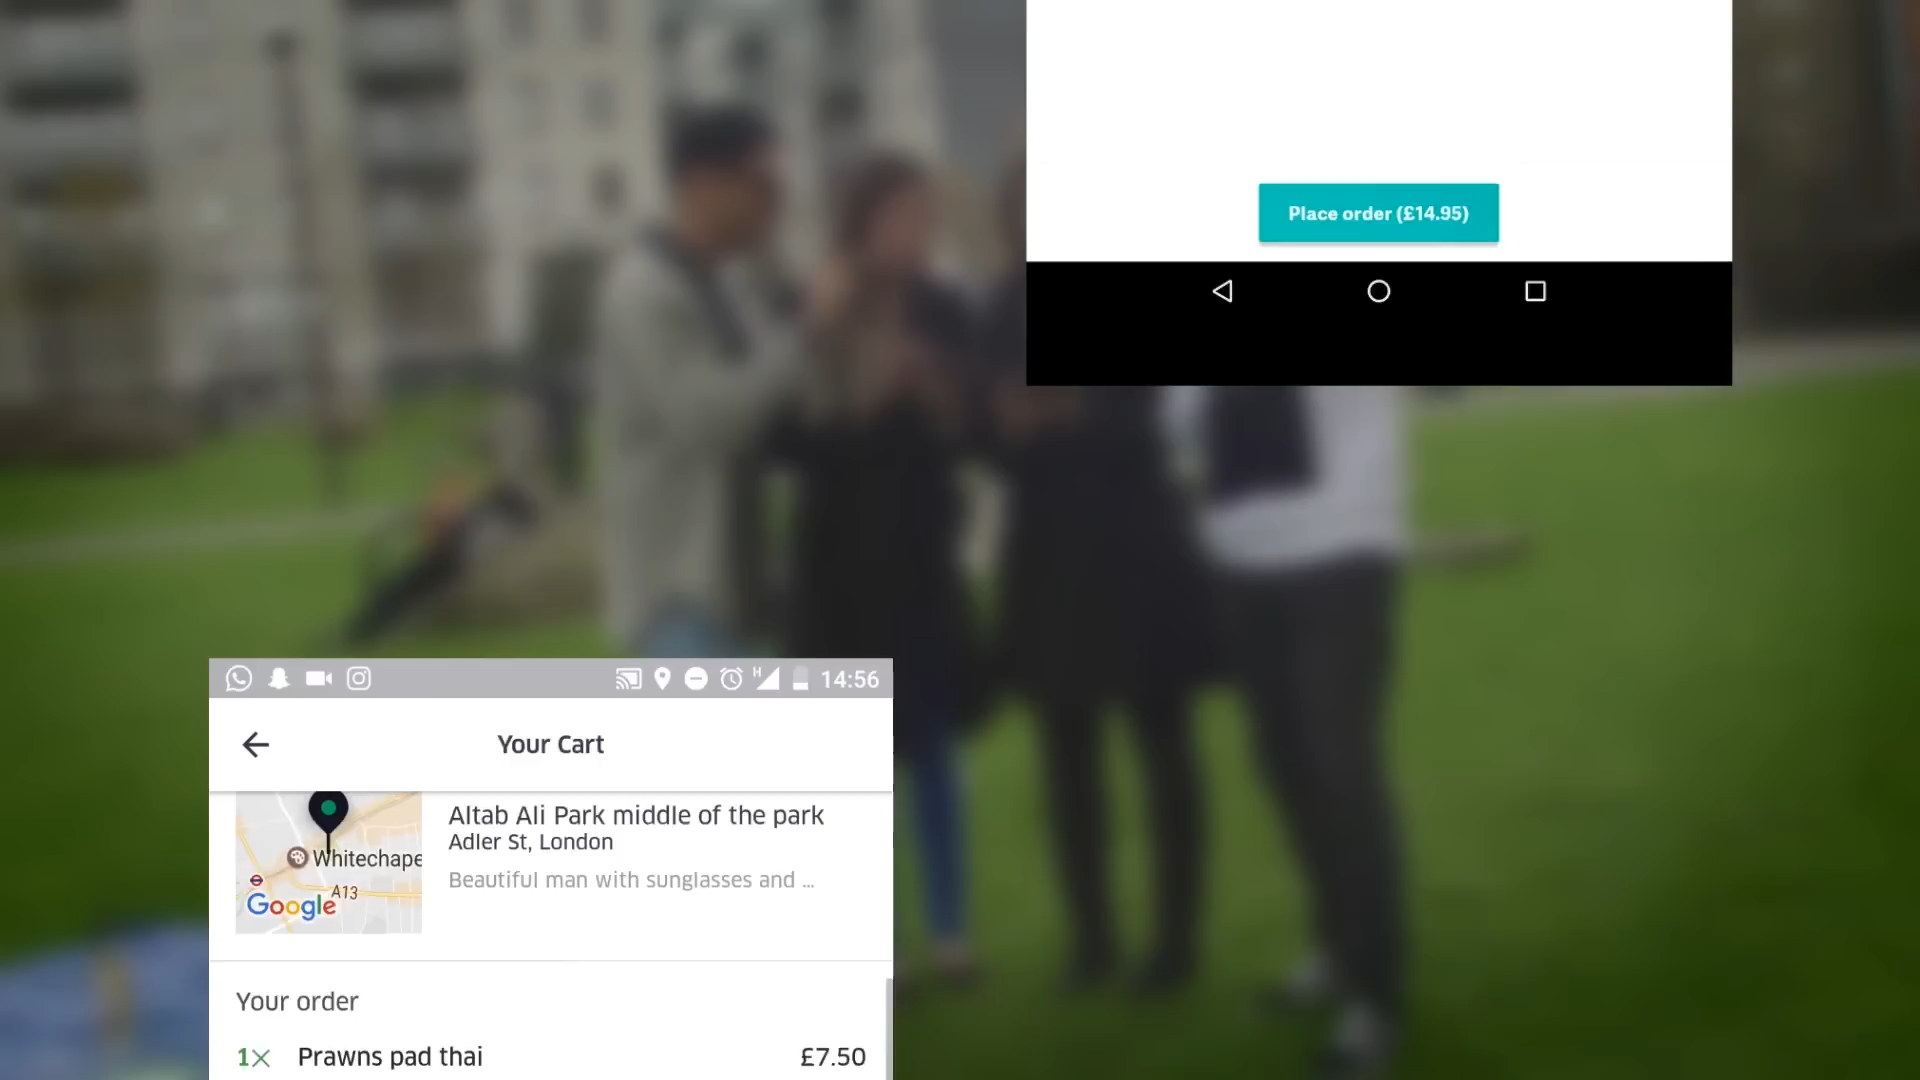 Place order (£14.95)
H 14:56
Your Cart
Altab Ali Park middle of the park
Adler St, London
Beautiful man with sunglasses and ...
Whitechape
A13
Google
Your order
1× Prawns pad thai £7.50